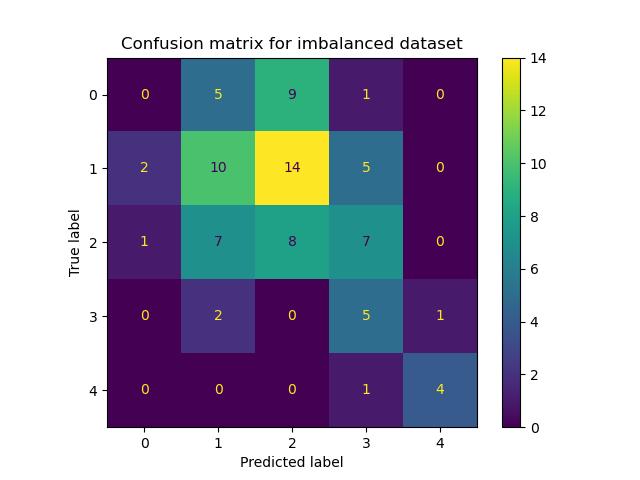 Confusion matrix for imbalanced dataset
14
0 0 5 9 1 0
12
1 2 10 14 5 0
10
8
2 1 7 8 7 0
6
3 0 2 0 5 1
4
4 0 0 0 1 4
2
0
0 1 2 3 4
True label
Predicted label